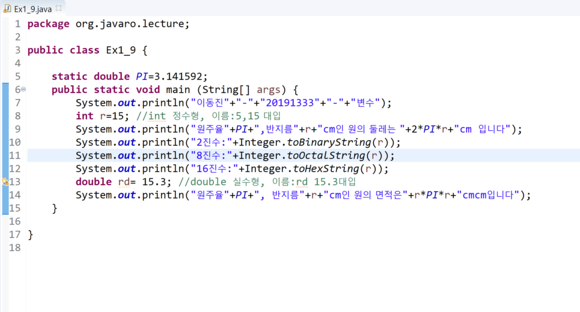 Ex1_9.java
1 package org.javaro.lecture;
2
3 public class Ex1_9 {
4
5 static double PI=3.141592;
6 public static void main (String[] args) {
7 System.out.println("이동진"+"-"+"20191333"+"-"+"변수");
8 int r=15; //int 정수형, 이름:5,15 대입
9 System.out.println("원주율"+PI+",반지름"+r+"cm인 원의 둘레는 "+2*PI*r+"cm 입니다");
10 System.out.println("2진수:"+Integer.toBinaryString(r));
11 System.out.println("8진수:"+Integer.toOctalString(r));
12 System.out.println("16진수:"+Integer.toHexString(r));
13 double rd= 15.3; //double 실수형, 이름:rd 15.3대입
14 System.out.println("원주율"+PI+", 반지름"+r+"cm인 원의 면적은"+r*PI*r+"cmcm입니다");
15 }
16
17 }
18